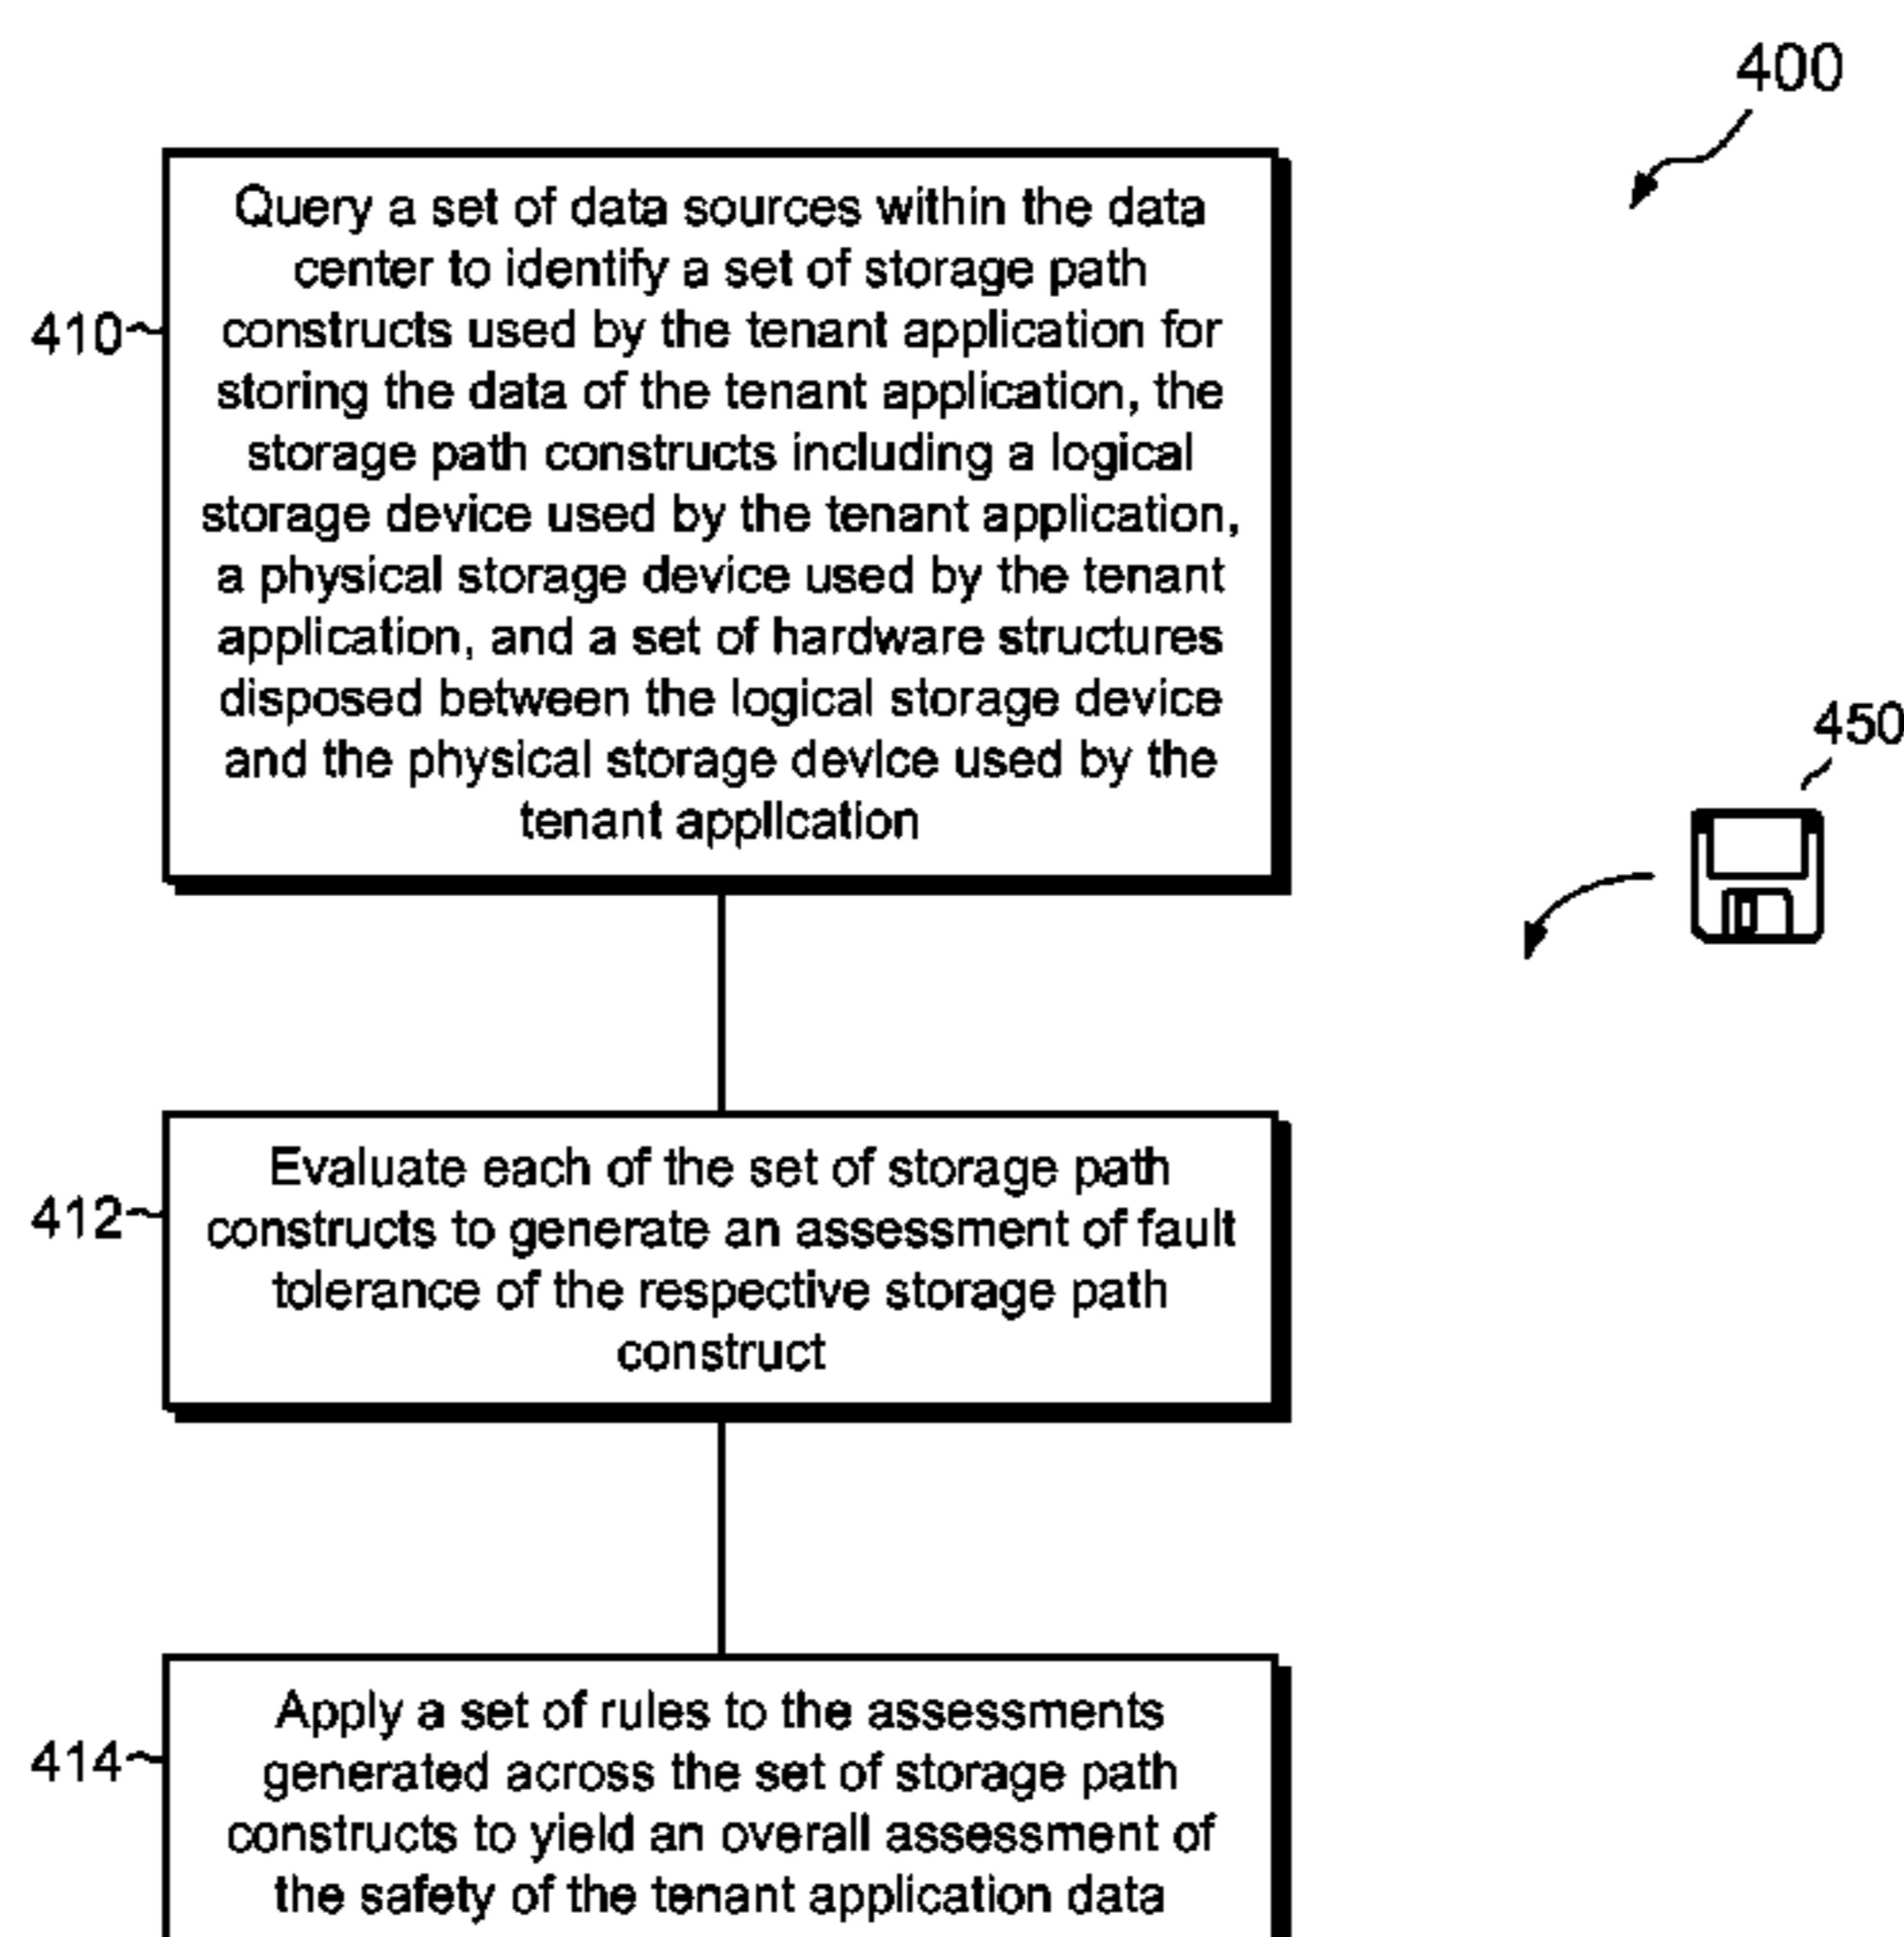 400
Query a set of data sources within the data
center to identify a set of storage path
410
constructs used by the tenant application for
storing the data of the tenant application, the
storage path constructs including a logical
storage device used by the tenant application,
a physical storage device used by the tenant
application, and a set of hardware structures
disposed between the logical storage device
450
and the physical storage device used by the
tenant application
Evaluate each of the set of storage path
412
constructs to generate an assessment of fault
tolerance of the respective storage path
construct
Apply a set of rules to the assessments
414
generated across the set of storage path
constructs to yield an overall assessment of
the safety of the tenant application data